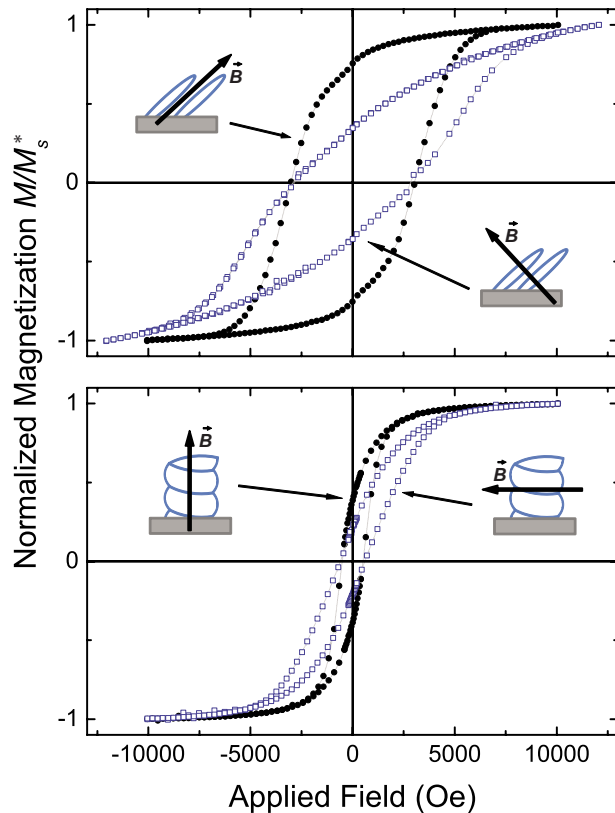 1
B
0
B
-1
Normalized Magnetization M/M*s
1
B
B
0
-1
-10000 -5000 0 5000 10000
Applied Field (Oe)